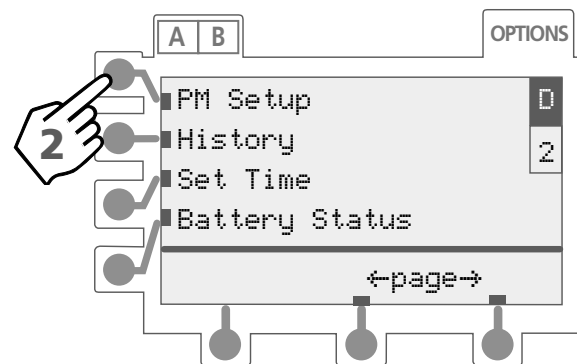 A B
OPTIONS
PM Setup
D
History
2
2
Set Time
Battery Status
←page→